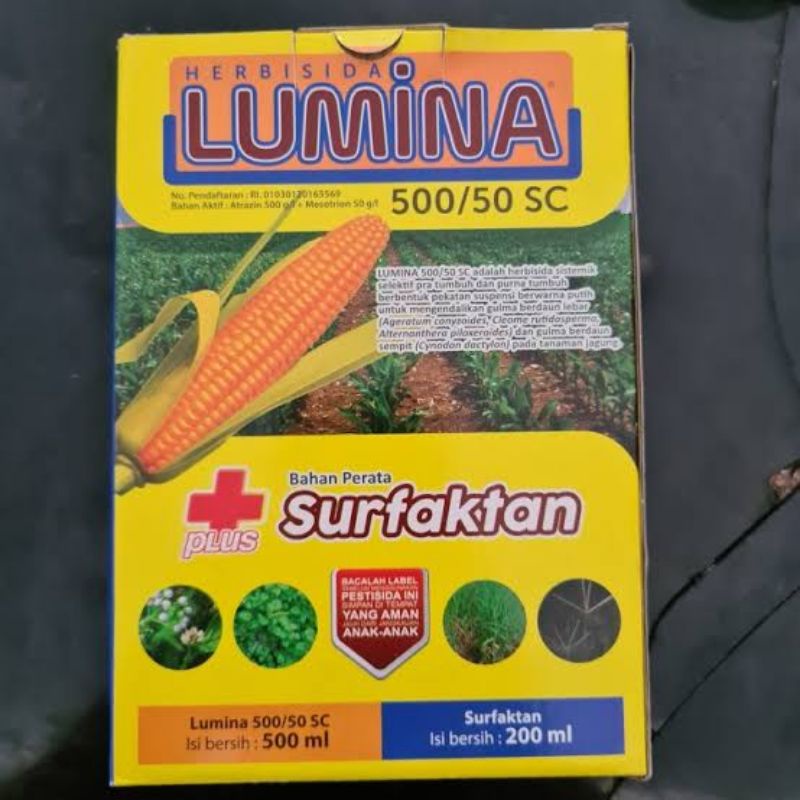 HERBISIDA
LUMINA
No. Pendaftaran : RI. 01030120163569
Bahan Aktif : Atrazin 500 g/l + Mesotrion 50 g/l
500/50 SC
LUMINA 500/50 SC adalah herbisida sistemik
selektif pra tumbuh dan purna tumbuh
berbentuk pekatan suspensi berwarna putih
untuk mengendalikan gulma berdaun lebar
(Ageratum conyzoides, Cleome rutidosperma,
Alternanthera piloxeroides) dan gulma berdaun
sempit (Cynodon dactylon) pada tanaman jagung.
PLUS
Bahan Perata
Surfaktan
BACALAH LABEL
PESTISIDA INI
SIMPAN DI TEMPAT
YANG AMAN
ANAK-ANAK
Lumina 500/50 SC
Isi bersih : 500 ml
Surfaktan
Isi bersih : 200 ml